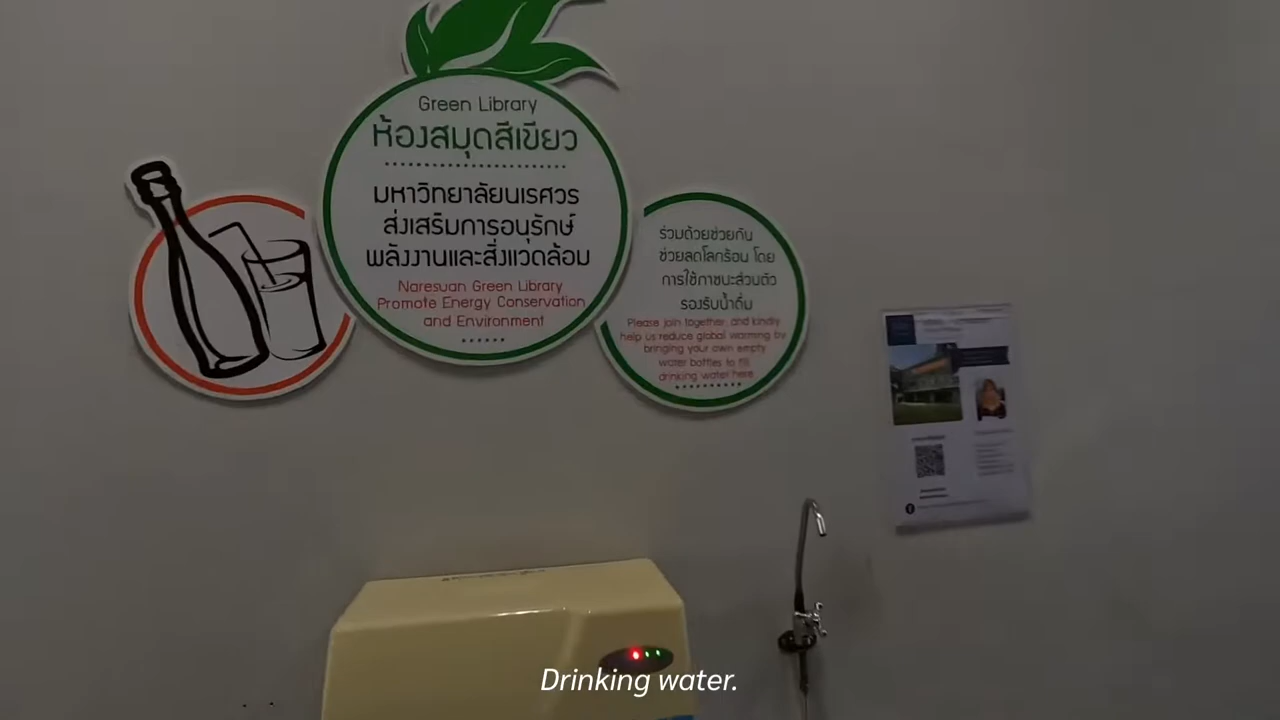 Green Library
ห้องสมุดสีเขียว
มหาวิทยาลัยนเรศวร
ส่งเสริมการอนุรักษ์
พลังงานและสิ่งแวดล้อม
Naresuan Green Library
Promote Energy Conservation
and Environment
ร่วมด้วยช่วยกัน
ช่วยลดโลกร้อน โดย
การใช้ภาชนะส่วนตัว
รองรับน้ำดื่ม
Please join together, and kindly
help us reduce global warming by
bringing your own empty
water bottles to fill
drinking water here
Drinking water.